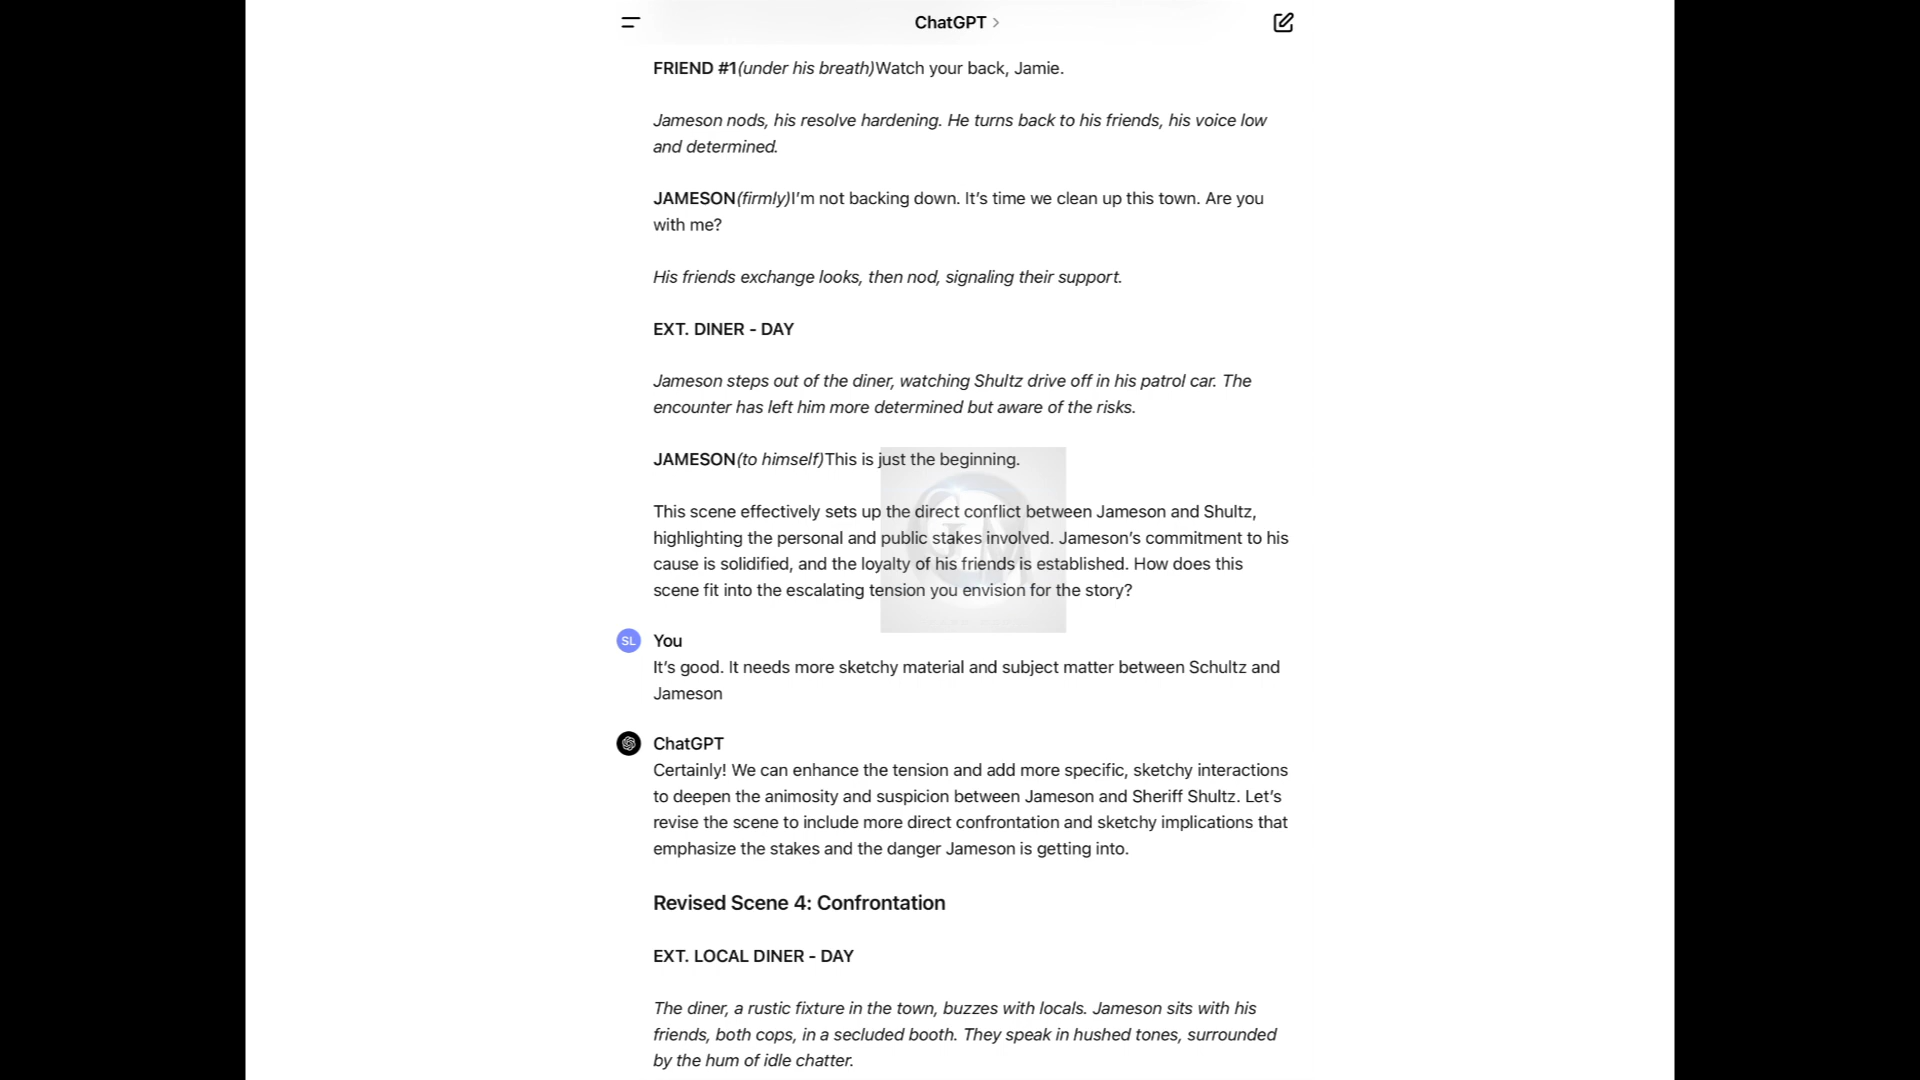 ChatGPT >
FRIEND #1(under his breath)Watch your back, Jamie.
Jameson nods, his resolve hardening. He turns back to his friends, his voice low
and determined.
JAMESON(firmly)I’m not backing down. It’s time we clean up this town. Are you
with me?
His friends exchange looks, then nod, signaling their support.
EXT. DINER - DAY
Jameson steps out of the diner, watching Shultz drive off in his patrol car. The
encounter has left him more determined but aware of the risks.
JAMESON(to himself)This is just the beginning.
This scene effectively sets up the direct conflict between Jameson and Shultz,
highlighting the personal and public stakes involved. Jameson’s commitment to his
cause is solidified, and the loyalty of his friends is established. How does this
scene fit into the escalating tension you envision for the story?
SL You
It’s good. It needs more sketchy material and subject matter between Schultz and
Jameson
ChatGPT
Certainly! We can enhance the tension and add more specific, sketchy interactions
to deepen the animosity and suspicion between Jameson and Sheriff Shultz. Let’s
revise the scene to include more direct confrontation and sketchy implications that
emphasize the stakes and the danger Jameson is getting into.
Revised Scene 4: Confrontation
EXT. LOCAL DINER - DAY
The diner, a rustic fixture in the town, buzzes with locals. Jameson sits with his
friends, both cops, in a secluded booth. They speak in hushed tones, surrounded
by the hum of idle chatter.